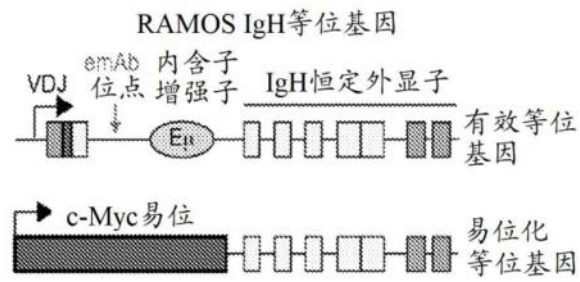 RAMOS IgH等位基因
VDJ
emAb
位点
内含子
增强子
IgH恒定外显子
Eμ
有效等位
基因
c-Myc易位
易位化
等位基因